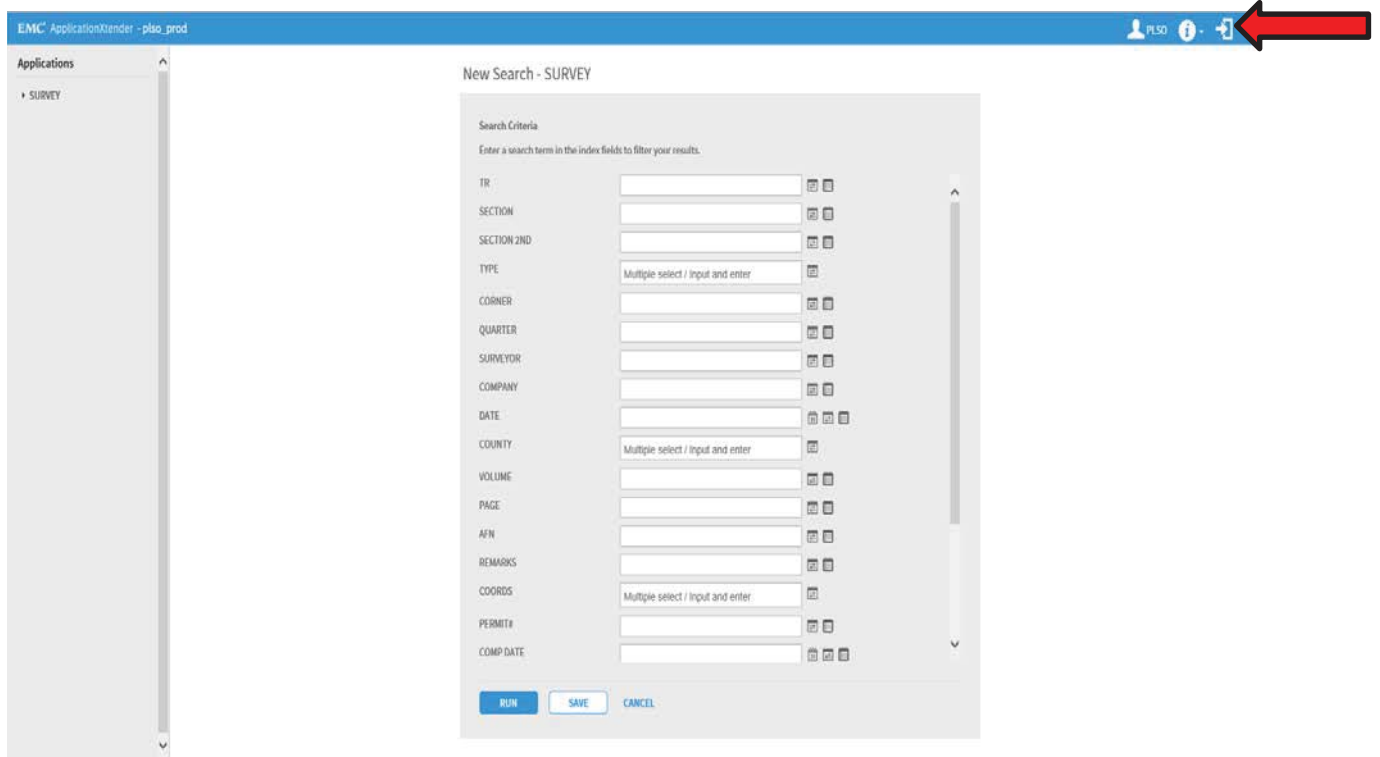 EMC ApplicationXtender - plso_prod
PLSO
Applications
SURVEY
New Search - SURVEY
Search Criteria
Enter a search term in the index fields to filter your results.
TR
SECTION
SECTION 2ND
TYPE Multiple select / Input and enter
CORNER
QUARTER
SURVEYOR
COMPANY
DATE
COUNTY Multiple select / Input and enter
VOLUME
PAGE
AFN
REMARKS
COORDS Multiple select / Input and enter
PERMIT#
COMP DATE
RUN SAVE CANCEL